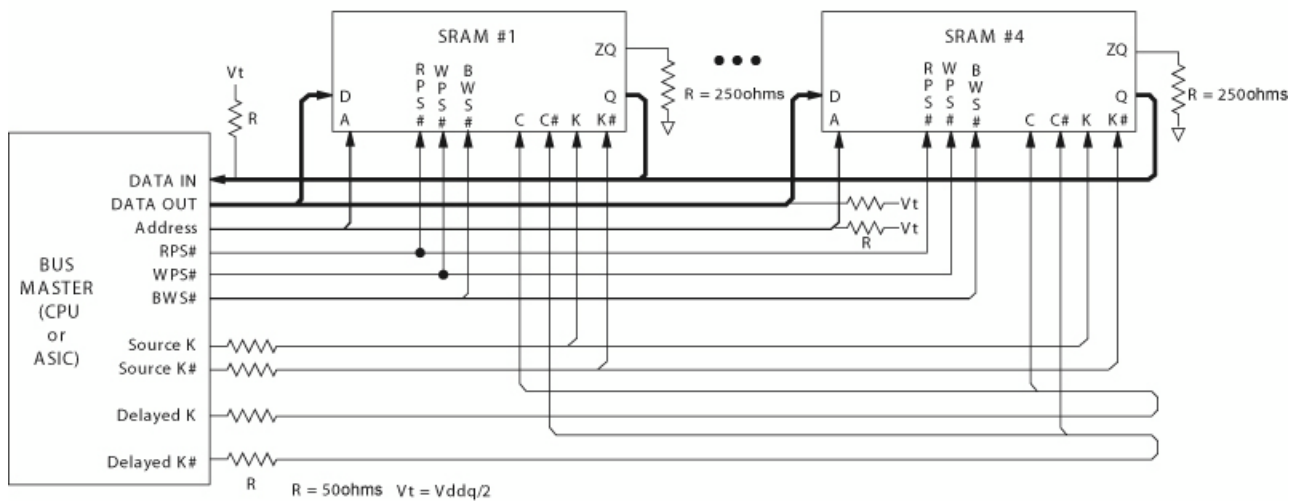 SRAM #1
ZQ
RPS#
WPS#
BWS#
D
A
Q
C
C#
K
K#
R = 250ohms
SRAM #4
ZQ
RPS#
WPS#
BWS#
D
A
Q
C
C#
K
K#
R = 250ohms
Vt
R
DATA IN
DATA OUT
Address
RPS#
WPS#
BWS#
Source K
Source K#
Delayed K
Delayed K#
BUS
MASTER
(CPU
or
ASIC)
Vt
Vt
R
R
R = 50ohms Vt = Vddq/2